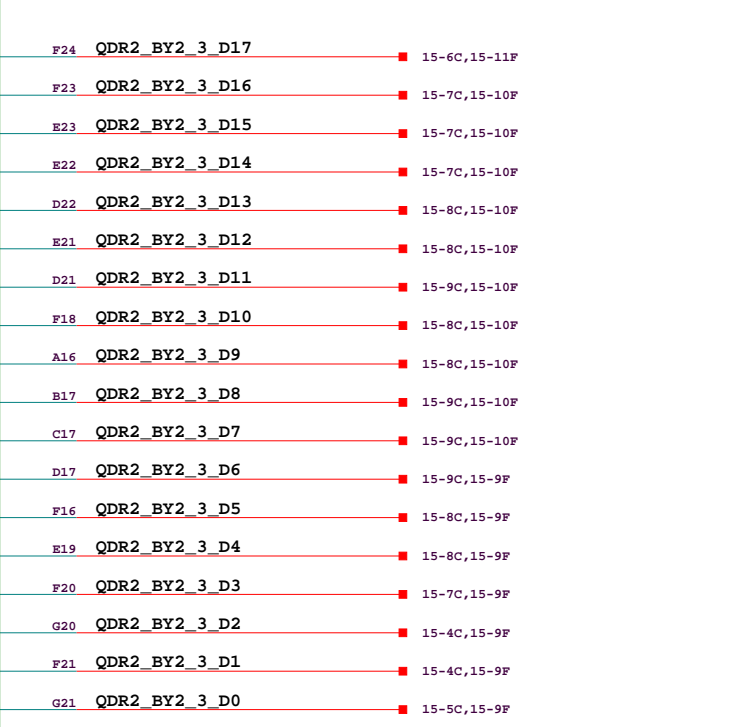 F24 QDR2_BY2_3_D17 15-6C,15-11F
F23 QDR2_BY2_3_D16 15-7C,15-10F
E23 QDR2_BY2_3_D15 15-7C,15-10F
E22 QDR2_BY2_3_D14 15-7C,15-10F
D22 QDR2_BY2_3_D13 15-8C,15-10F
E21 QDR2_BY2_3_D12 15-8C,15-10F
D21 QDR2_BY2_3_D11 15-9C,15-10F
F18 QDR2_BY2_3_D10 15-8C,15-10F
A16 QDR2_BY2_3_D9 15-8C,15-10F
B17 QDR2_BY2_3_D8 15-9C,15-10F
C17 QDR2_BY2_3_D7 15-9C,15-10F
D17 QDR2_BY2_3_D6 15-9C,15-9F
F16 QDR2_BY2_3_D5 15-8C,15-9F
E19 QDR2_BY2_3_D4 15-8C,15-9F
F20 QDR2_BY2_3_D3 15-7C,15-9F
G20 QDR2_BY2_3_D2 15-4C,15-9F
F21 QDR2_BY2_3_D1 15-4C,15-9F
G21 QDR2_BY2_3_D0 15-5C,15-9F